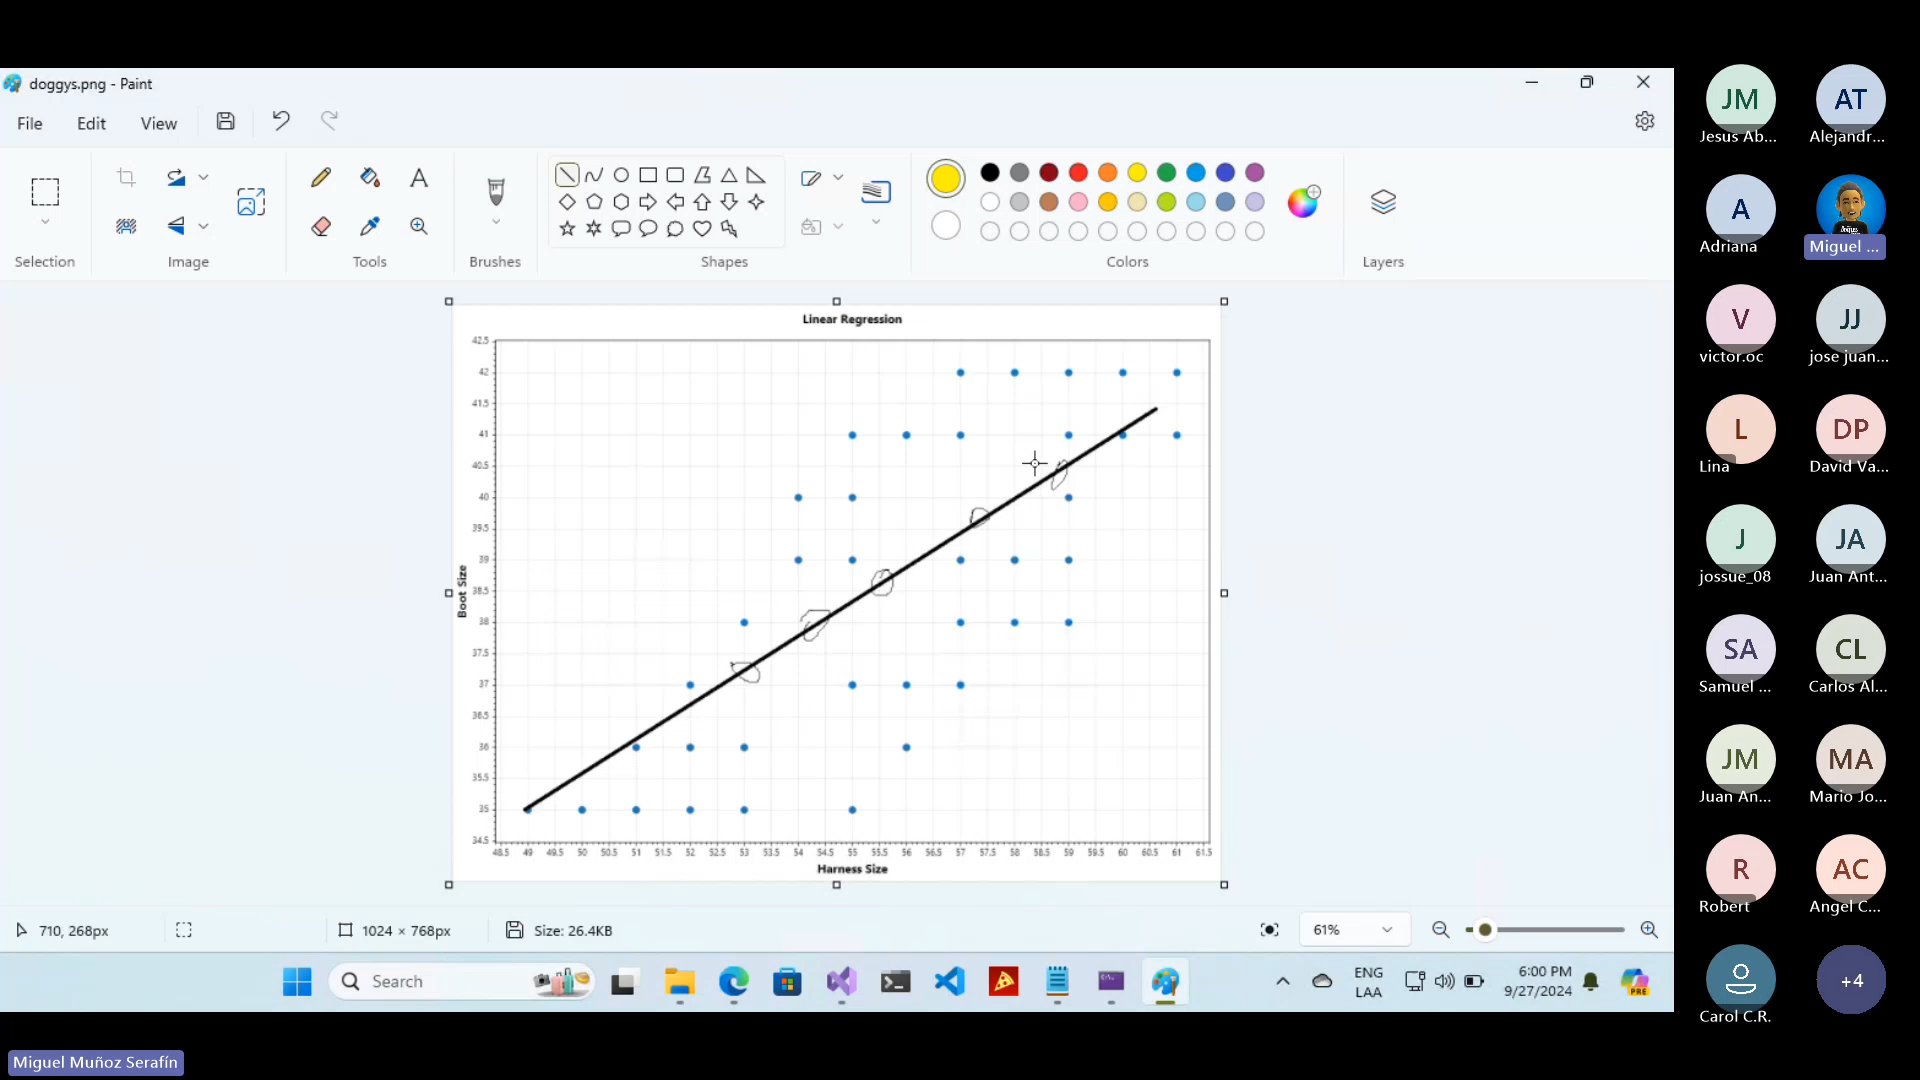 doggys.png - Paint
File Edit View
Selection Image Tools Brushes Shapes Colors Layers
Linear Regression
42.5
42
41.5
41
40.5
40
39.5
39
38.5
38
37.5
37
36.5
36
35.5
35
34.5
Boot Size
48.5 49 49.5 50 50.5 51 51.5 52 52.5 53 53.5 54 54.5 55 55.5 56 56.5 57 57.5 58 58.5 59 59.5 60 60.5 61 61.5
Harness Size
710, 268px 1024 × 768px Size: 26.4KB 61%
Search
ENG
LAA
6:00 PM
9/27/2024
PRE
JM AT
Jesus Ab... Alejandr...
A
Adriana Miguel ...
V JJ
victor.oc jose juan...
L DP
Lina David Va...
J JA
jossue_08 Juan Ant...
SA CL
Samuel ... Carlos Al...
JM MA
Juan An... Mario Jo...
R AC
Robert Angel C...
+4
Carol C.R.
Miguel Muñoz Serafín